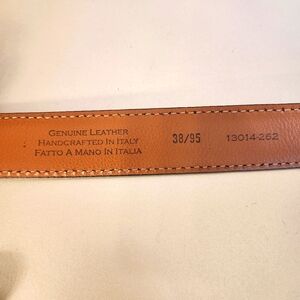 Genuine Leather
Handcrafted In Italy
Fatto A Mano In Italia
38/95
13014-262